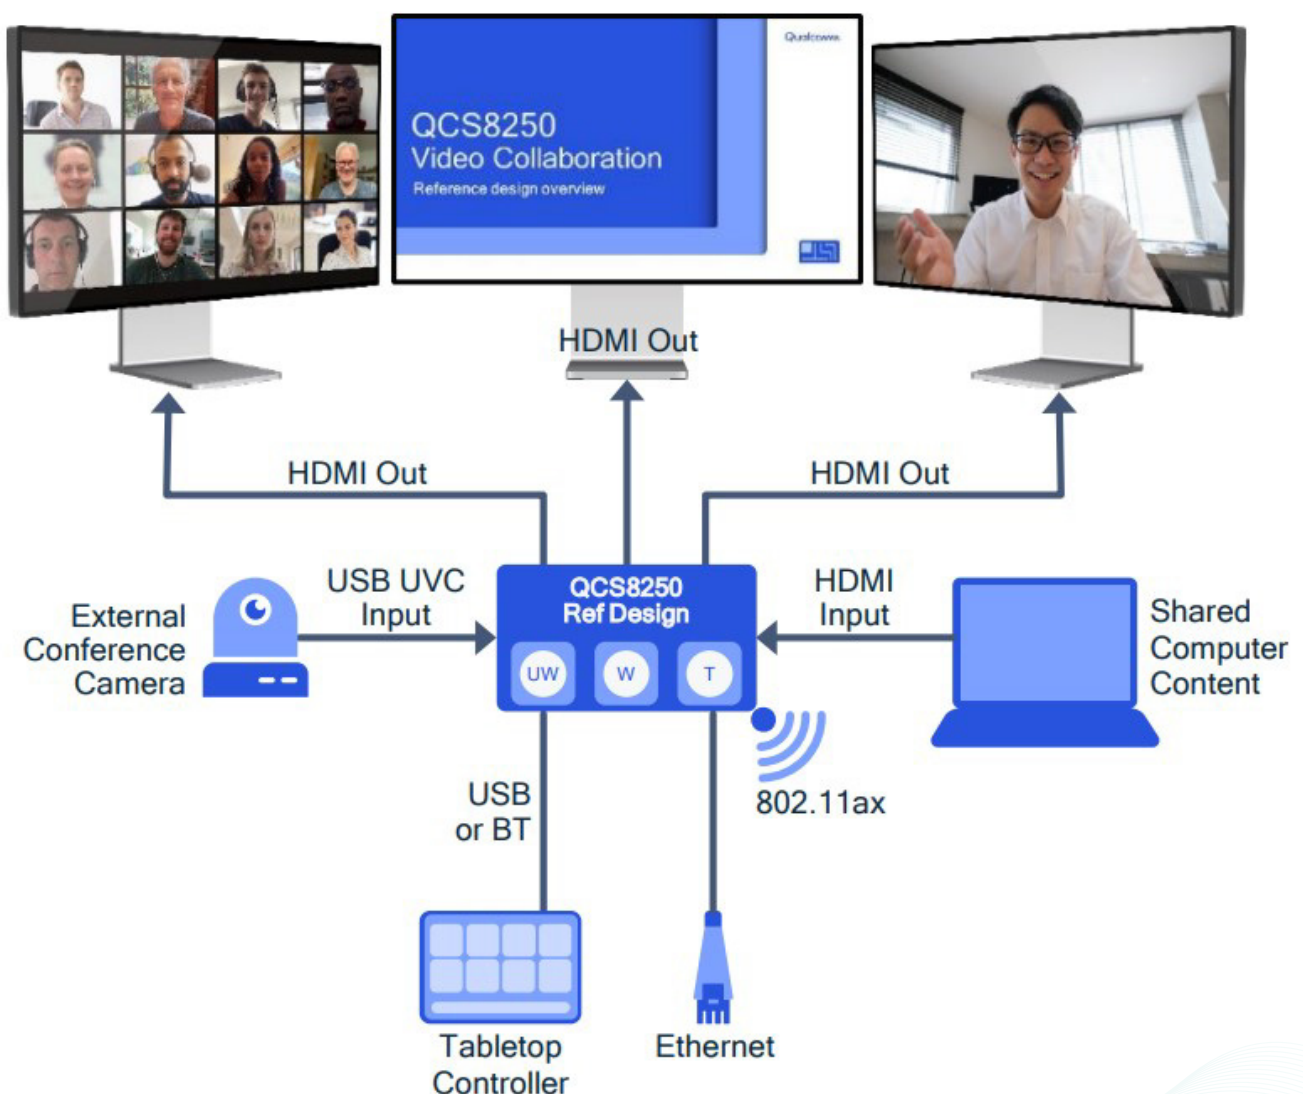 QCS8250
Video Collaboration
Reference design overview
Qualcomm
HDMI Out
HDMI Out
HDMI Out
External
Conference
Camera
USB UVC
Input
QCS8250
Ref Design
UW
W
T
HDMI
Input
Shared
Computer
Content
802.11ax
USB
or BT
Tabletop
Controller
Ethernet